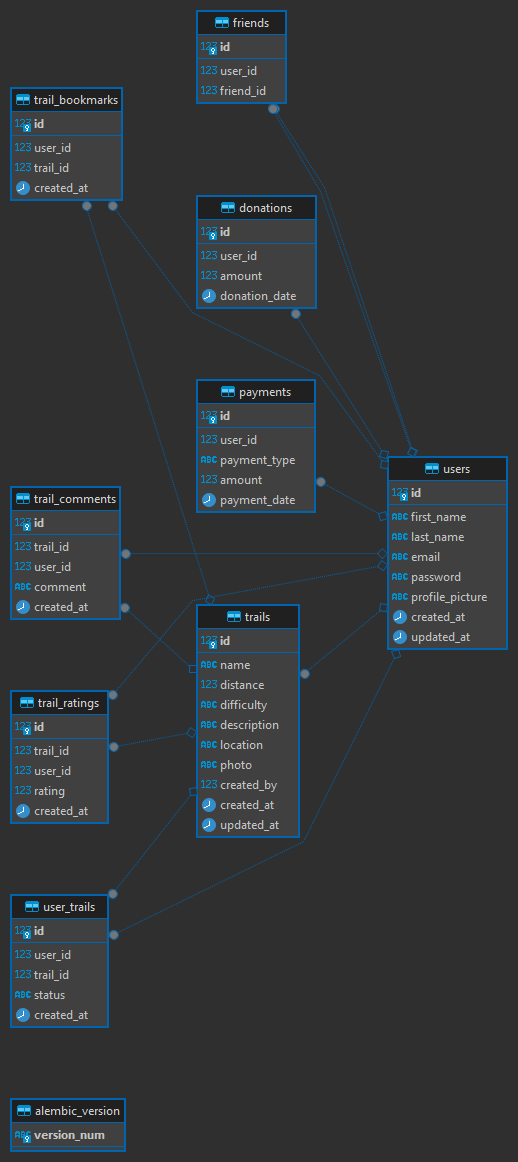 friends
123 id
123 user_id
123 friend_id
trail_bookmarks
123 id
123 user_id
123 trail_id
created_at
donations
123 id
123 user_id
123 amount
donation_date
payments
123 id
123 user_id
ABC payment_type
123 amount
payment_date
users
123 id
ABC first_name
ABC last_name
ABC email
ABC password
ABC profile_picture
created_at
updated_at
trail_comments
123 id
123 trail_id
123 user_id
ABC comment
created_at
trails
123 id
ABC name
123 distance
ABC difficulty
ABC description
ABC location
ABC photo
123 created_by
created_at
updated_at
trail_ratings
123 id
123 trail_id
123 user_id
123 rating
created_at
user_trails
123 id
123 user_id
123 trail_id
ABC status
created_at
alembic_version
ABC version_num